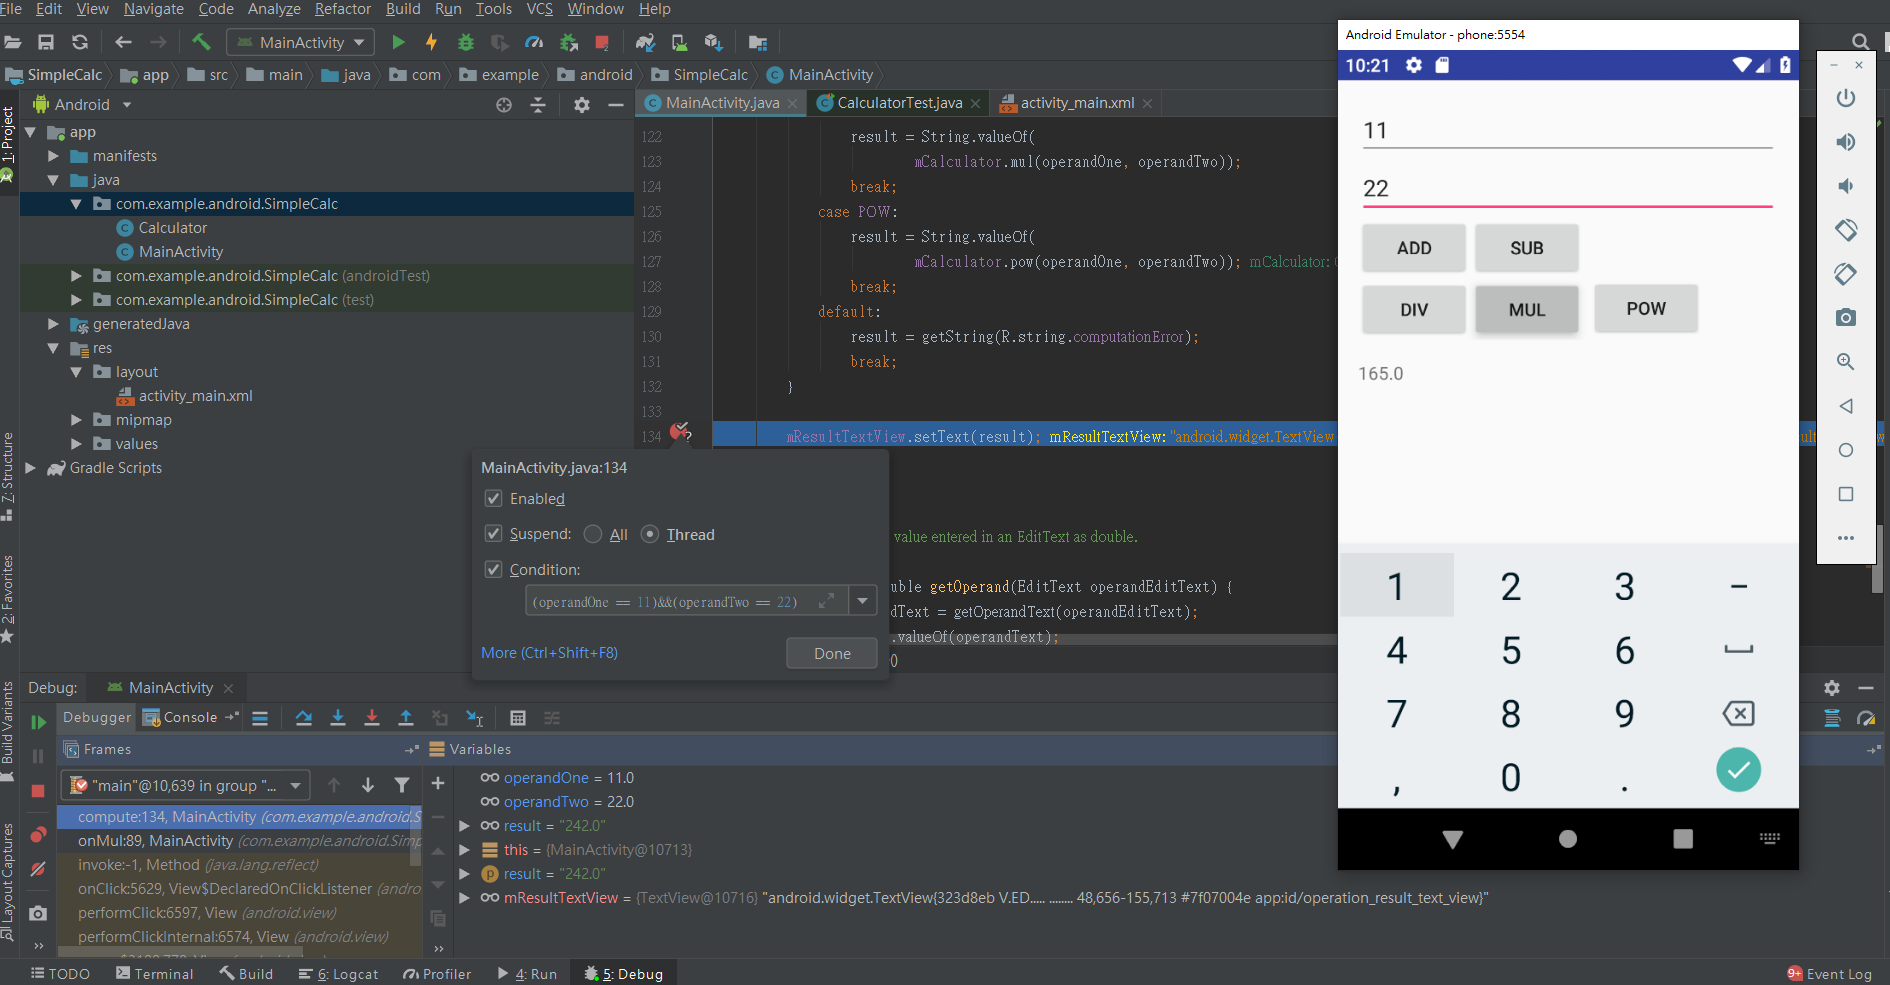 File Edit View Navigate Code Analyze Refactor Build Run Tools VCS Window Help
MainActivity
SimpleCalc app src main java com example android SimpleCalc MainActivity
1: Project
7: Structure
2: Favorites
Build Variants
Layout Captures
Android
app
manifests
java
com.example.android.SimpleCalc
Calculator
MainActivity
com.example.android.SimpleCalc (androidTest)
com.example.android.SimpleCalc (test)
generatedJava
res
layout
activity_main.xml
mipmap
values
Gradle Scripts
MainActivity.java CalculatorTest.java activity_main.xml
122 result = String.valueOf(
123 mCalculator.mul(operandOne, operandTwo));
124 break;
125 case POW:
126 result = String.valueOf(
127 mCalculator.pow(operandOne, operandTwo)); mCalculator:
128 break;
129 default:
130 result = getString(R.string.computationError);
131 break;
132 }
133
134 mResultTextView.setText(result); mResultTextView: "android.widget.TextView
value entered in an EditText as double.
uble getOperand(EditText operandEditText) {
dText = getOperandText(operandEditText);
.valueOf(operandText);
MainActivity.java:134
Enabled
Suspend: All Thread
Condition:
(operandOne == 11)&&(operandTwo == 22)
More (Ctrl+Shift+F8) Done
Debug: MainActivity
Debugger Console
Frames Variables
"main"@10,639 in group "...
compute:134, MainActivity (com.example.android.S
onMul:89, MainActivity (com.example.android.Simp
invoke:-1, Method (java.lang.reflect)
onClick:5629, View$DeclaredOnClickListener (andro
performClick:6597, View (android.view)
performClickInternal:6574, View (android.view)
operandOne = 11.0
operandTwo = 22.0
result = "242.0"
this = {MainActivity@10713}
result = "242.0"
mResultTextView = {TextView@10716} "android.widget.TextView{323d8eb V.ED..... ........ 48,656-155,713 #7f07004e app:id/operation_result_text_view}"
TODO Terminal Build 6: Logcat Profiler 4: Run 5: Debug
9+ Event Log
Android Emulator - phone:5554
10:21
11
22
ADD SUB
DIV MUL POW
165.0
1 2 3 -
4 5 6
7 8 9
, 0 .